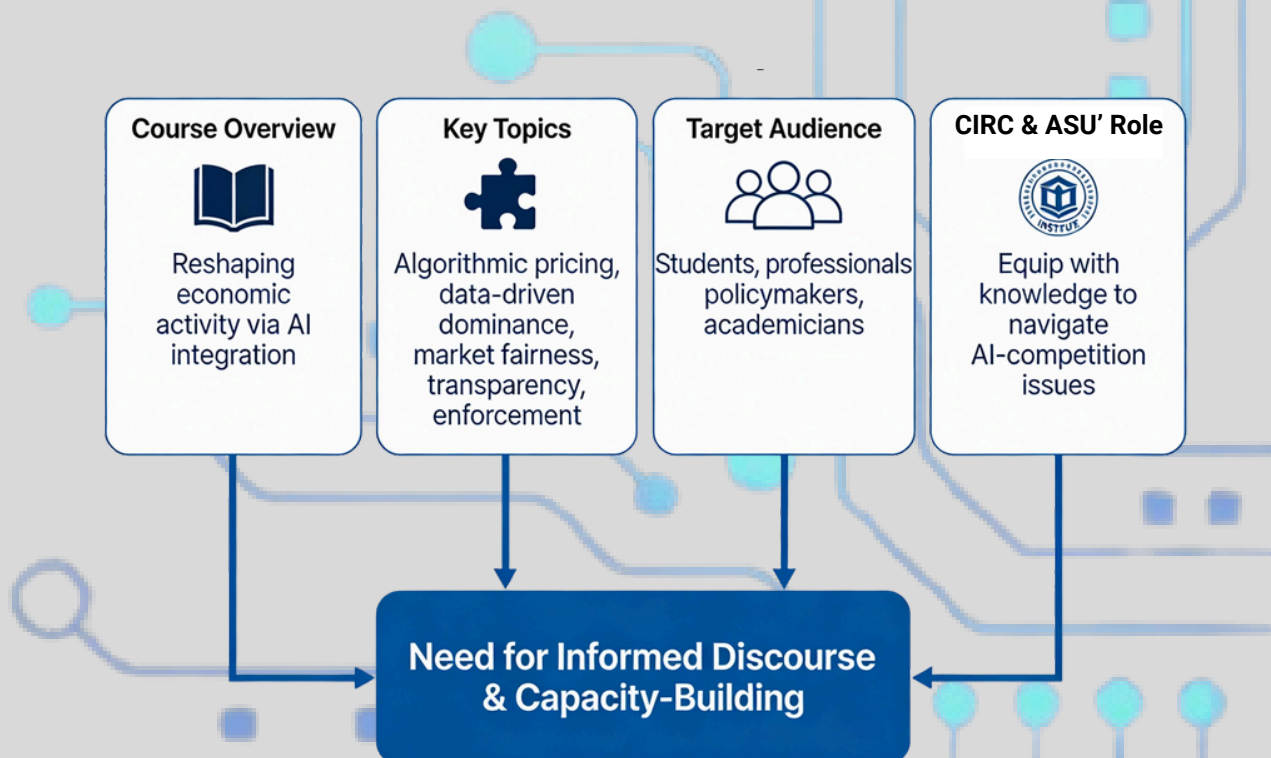 Course Overview
Reshaping
economic
activity via AI
integration
Key Topics
Algorithmic pricing,
data-driven
dominance,
market fairness,
transparency,
enforcement
Target Audience
Students, professionals
policymakers,
academicians
CIRC & ASU' Role
INSTFUE
Equip with
knowledge to
navigate
AI-competition
issues
Need for Informed Discourse
& Capacity-Building